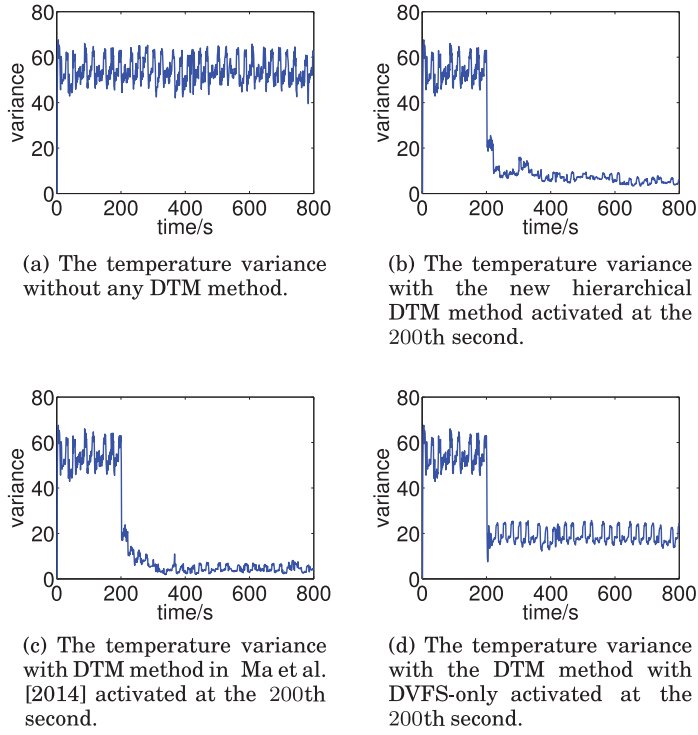 80
60
40
20
0
variance
0 200 400 600 800
time/s
(a) The temperature variance
without any DTM method.
80
60
40
20
0
variance
0 200 400 600 800
time/s
(b) The temperature variance
with the new hierarchical
DTM method activated at the
200th second.
80
60
40
20
0
variance
0 200 400 600 800
time/s
(c) The temperature variance
with DTM method in Ma et al.
[2014] activated at the 200th
second.
80
60
40
20
0
variance
0 200 400 600 800
time/s
(d) The temperature variance
with the DTM method with
DVFS-only activated at the
200th second.